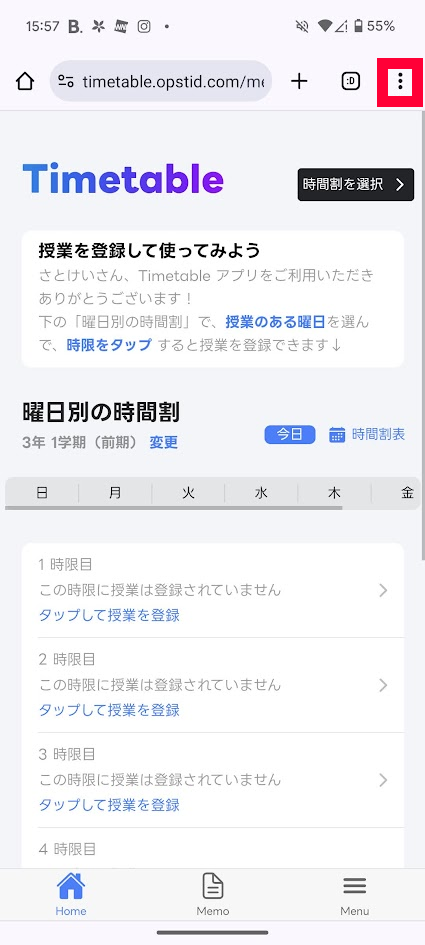 15:57 B. 55%
timetable.opstid.com/me
:D
Timetable
時間割を選択
授業を登録して使ってみよう
さとけいさん、Timetable アプリをご利用いただき
ありがとうございます！
下の「曜日別の時間割」で、授業のある曜日を選ん
で、時限をタップ すると授業を登録できます↓
曜日別の時間割
3年 1学期（前期） 変更
今日 時間割表
日 月 火 水 木 金
1 時限目
この時限に授業は登録されていません
タップして授業を登録
2 時限目
この時限に授業は登録されていません
タップして授業を登録
3 時限目
この時限に授業は登録されていません
タップして授業を登録
4 時限目
Home Memo Menu